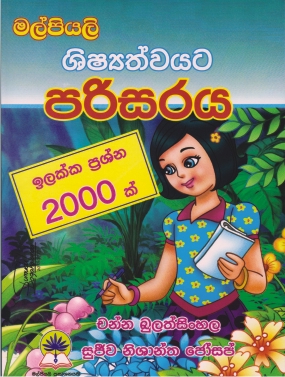 මල්පියලි
ශිෂ්‍යත්වයට
පරිසරය
ඉලක්ක ප්‍රශ්න
2000 ක්
චන්න බුලත්සිංහල
සුජීව නිශාන්ත ජෝසප්